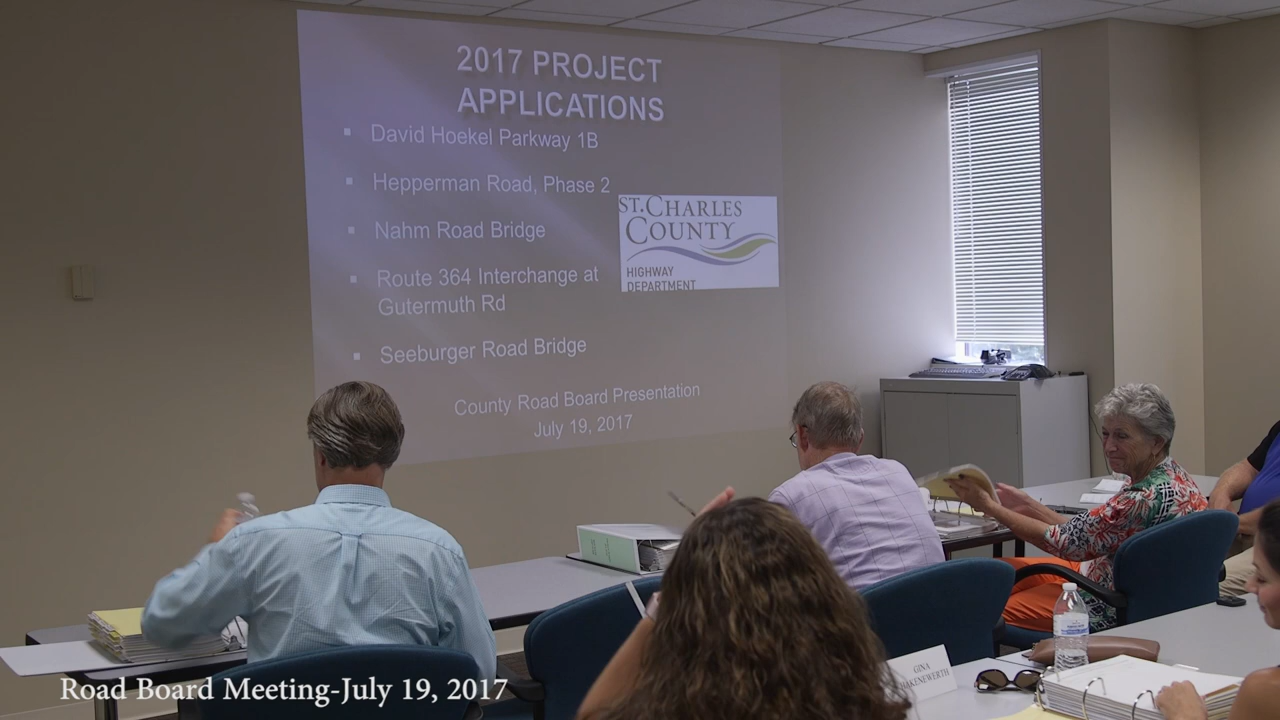 2017 PROJECT
APPLICATIONS
David Hoekel Parkway 1B
Hepperman Road, Phase 2
Nahm Road Bridge
Route 364 Interchange at
Gutermuth Rd
Seeburger Road Bridge
ST. CHARLES
COUNTY
HIGHWAY
DEPARTMENT
County Road Board Presentation
July 19, 2017
GINA
Road Board Meeting-July 19, 2017